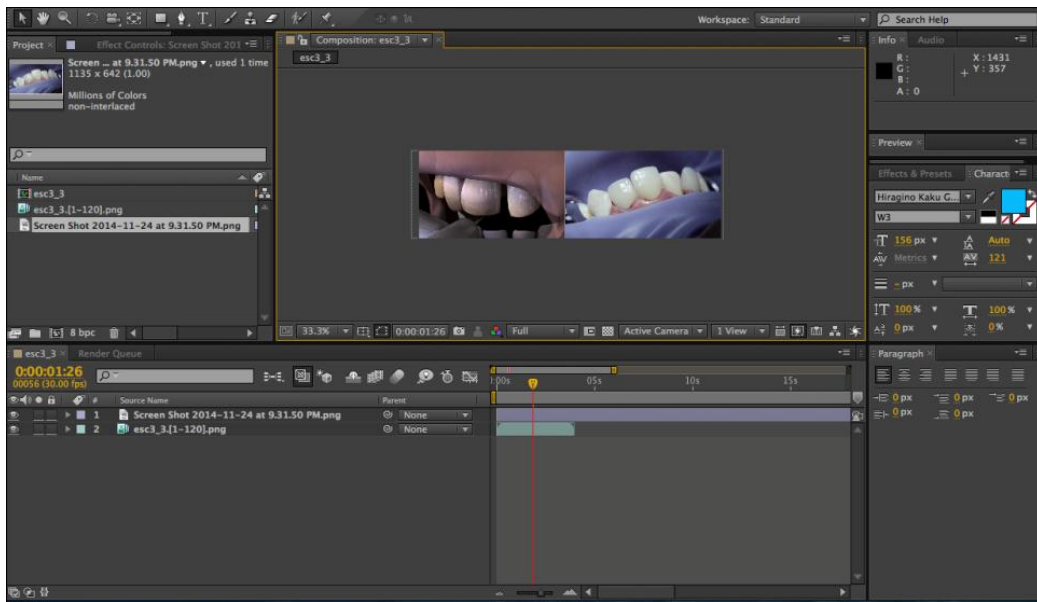 Workspace: Standard
Search Help
Project
Effect Controls: Screen Shot 201
Screen ... at 9.31.50 PM.png ▾ , used 1 time
1135 x 642 (1.00)
Millions of Colors
non-interlaced
Name
esc3_3
esc3_3.[1-120].png
Screen Shot 2014-11-24 at 9.31.50 PM.png
8 bpc
Composition: esc3_3
esc3_3
33.3%
0:00:01:26
Full
Active Camera
1 View
Info
Audio
R :
G :
B :
A : 0
X : 1431
Y : 357
Preview
Effects & Presets
Charact
Hiragino Kaku G...
W3
156 px
Auto
Metrics
121
- px
100 %
100 %
0 px
0 %
esc3_3
Render Queue
0:00:01:26
00056 (30.00 fps)
# Source Name
Parent
1 Screen Shot 2014-11-24 at 9.31.50 PM.png
None
2 esc3_3.[1-120].png
None
05s
10s
15s
Paragraph
0 px
0 px
0 px
0 px
0 px